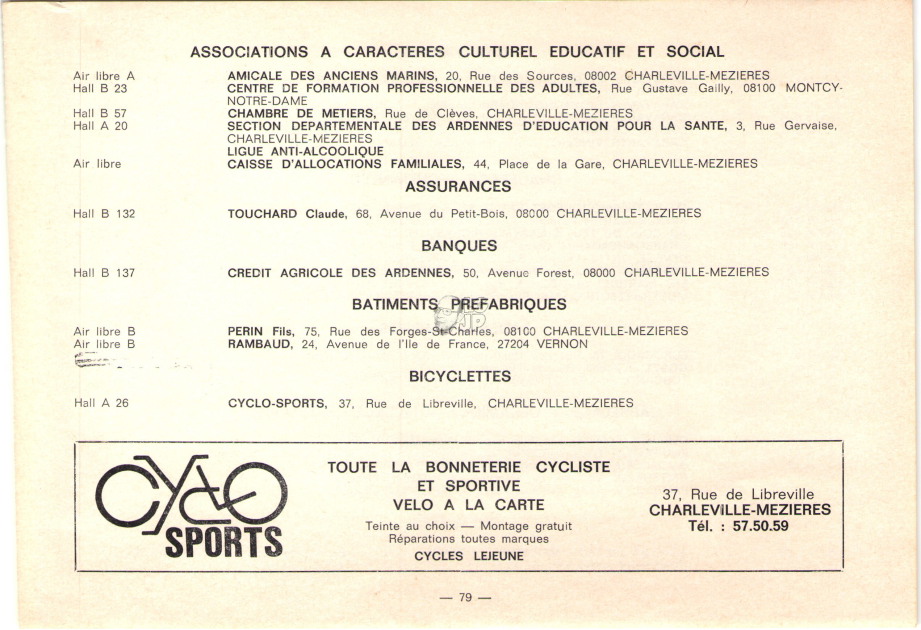 ASSOCIATIONS A CARACTERES CULTUREL EDUCATIF ET SOCIAL
Air libre A AMICALE DES ANCIENS MARINS, 20, Rue des Sources, 08002 CHARLEVILLE-MEZIERES
Hall B 23 CENTRE DE FORMATION PROFESSIONNELLE DES ADULTES, Rue Gustave Gailly, 08100 MONTCY-
NOTRE-DAME
Hall B 57 CHAMBRE DE METIERS, Rue de Clèves, CHARLEVILLE-MEZIERES
Hall A 20 SECTION DEPARTEMENTALE DES ARDENNES D'EDUCATION POUR LA SANTE, 3, Rue Gervaise,
CHARLEVILLE-MEZIERES
LIGUE ANTI-ALCOOLIQUE
Air libre CAISSE D'ALLOCATIONS FAMILIALES, 44, Place de la Gare, CHARLEVILLE-MEZIERES
ASSURANCES
Hall B 132 TOUCHARD Claude, 68, Avenue du Petit-Bois, 08000 CHARLEVILLE-MEZIERES
BANQUES
Hall B 137 CREDIT AGRICOLE DES ARDENNES, 50, Avenue Forest, 08000 CHARLEVILLE-MEZIERES
BATIMENTS PREFABRIQUES
Air libre B PERIN Fils, 75, Rue des Forges-St-Charles, 08100 CHARLEVILLE-MEZIERES
Air libre B RAMBAUD, 24, Avenue de l'Ile de France, 27204 VERNON
BICYCLETTES
Hall A 26 CYCLO-SPORTS, 37, Rue de Libreville, CHARLEVILLE-MEZIERES
CYCLO
SPORTS
TOUTE LA BONNETERIE CYCLISTE
ET SPORTIVE
VELO A LA CARTE
Teinte au choix — Montage gratuit
Réparations toutes marques
CYCLES LEJEUNE
37, Rue de Libreville
CHARLEVILLE-MEZIERES
Tél. : 57.50.59
— 79 —